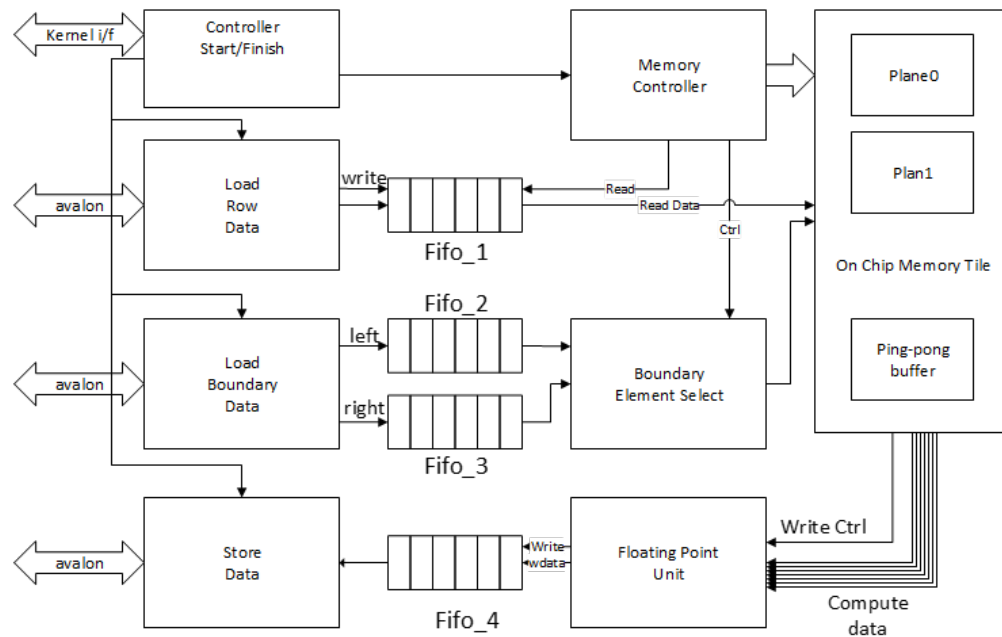 Kernel i/f
Controller
Start/Finish
Memory
Controller
Plane0
Plan1
On Chip Memory Tile
Ping-pong
buffer
avalon
Load
Row
Data
write
Fifo_1
Read
Read Data
Ctrl
Fifo_2
avalon
Load
Boundary
Data
left
right
Fifo_3
Boundary
Element Select
avalon
Store
Data
Fifo_4
Write
wdata
Floating Point
Unit
Write Ctrl
Compute
data